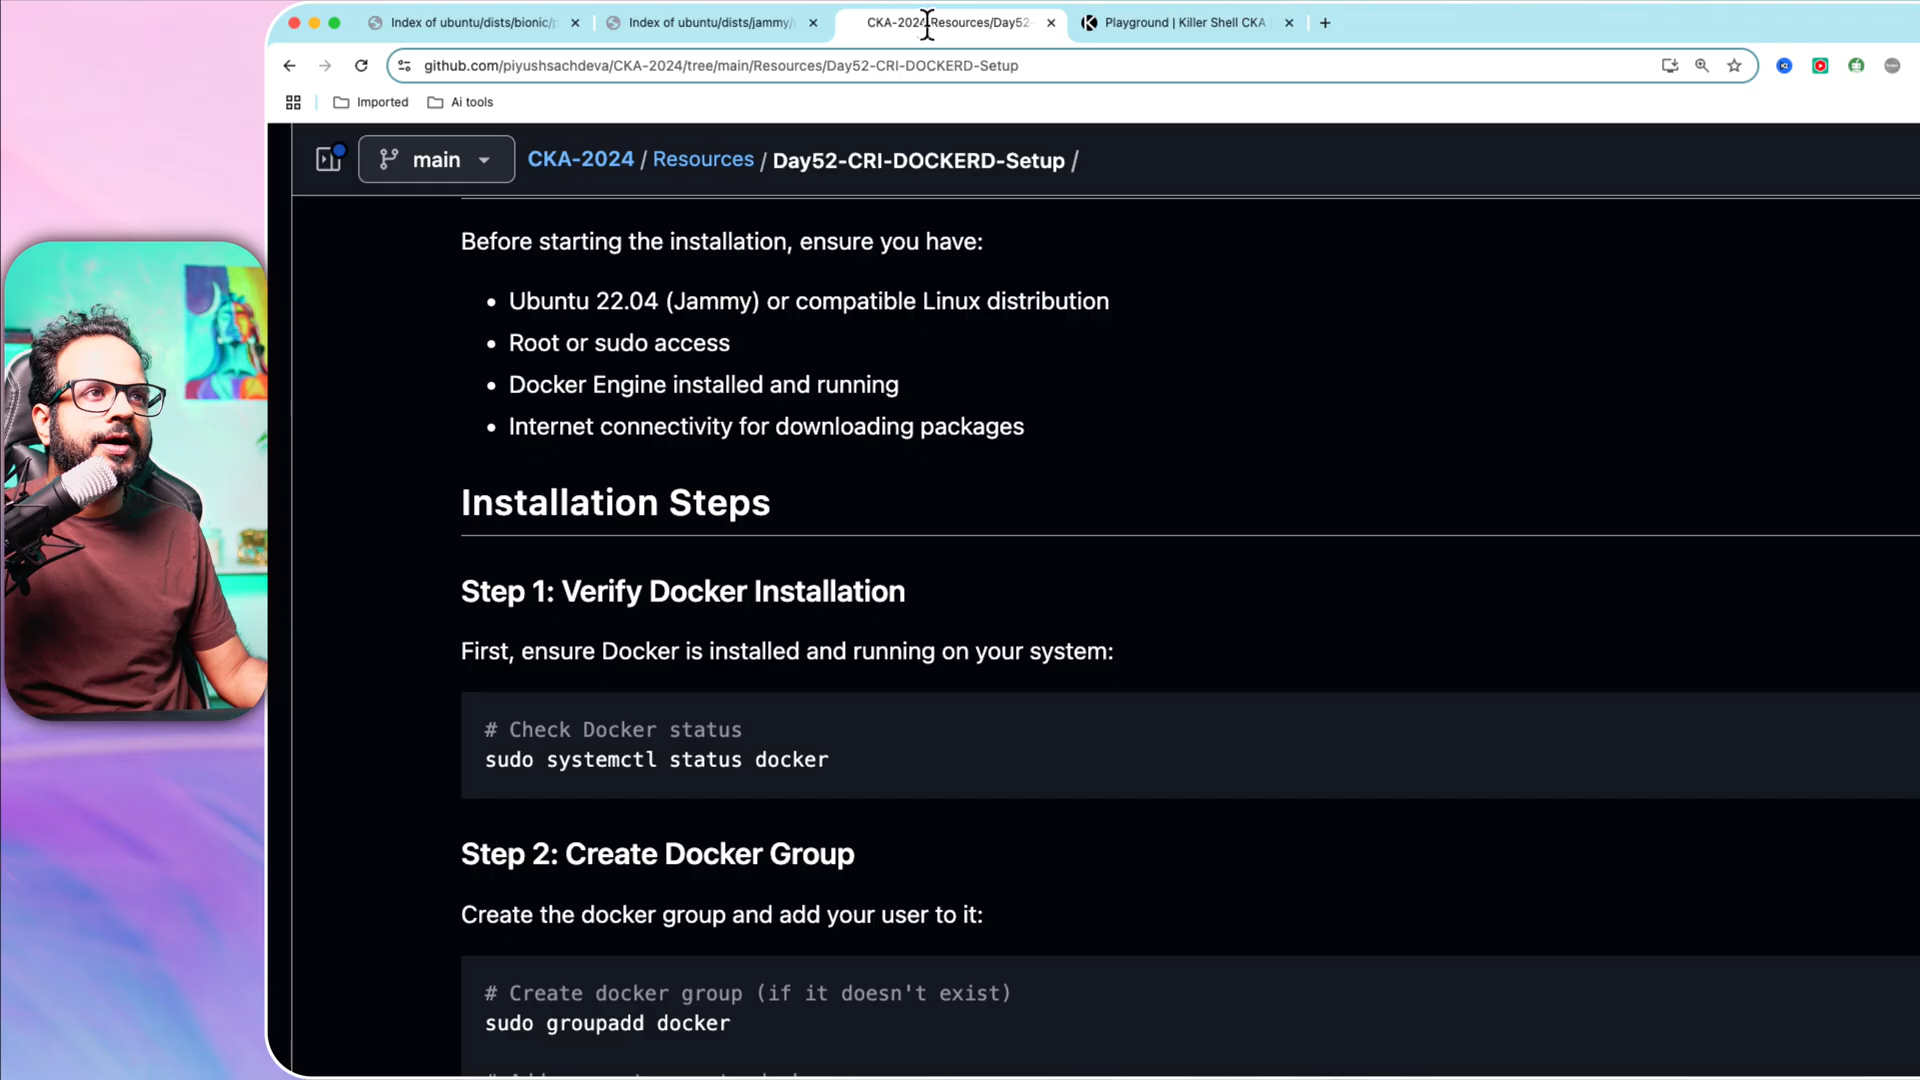 Index of ubuntu/dists/bionic/p
Index of ubuntu/dists/jammy/
CKA-2024/Resources/Day52-
Playground | Killer Shell CKA
github.com/piyushsachdeva/CKA-2024/tree/main/Resources/Day52-CRI-DOCKERD-Setup
Imported
Ai tools
main
CKA-2024 / Resources / Day52-CRI-DOCKERD-Setup /
Before starting the installation, ensure you have:
• Ubuntu 22.04 (Jammy) or compatible Linux distribution
• Root or sudo access
• Docker Engine installed and running
• Internet connectivity for downloading packages
Installation Steps
Step 1: Verify Docker Installation
First, ensure Docker is installed and running on your system:
# Check Docker status
sudo systemctl status docker
Step 2: Create Docker Group
Create the docker group and add your user to it:
# Create docker group (if it doesn't exist)
sudo groupadd docker